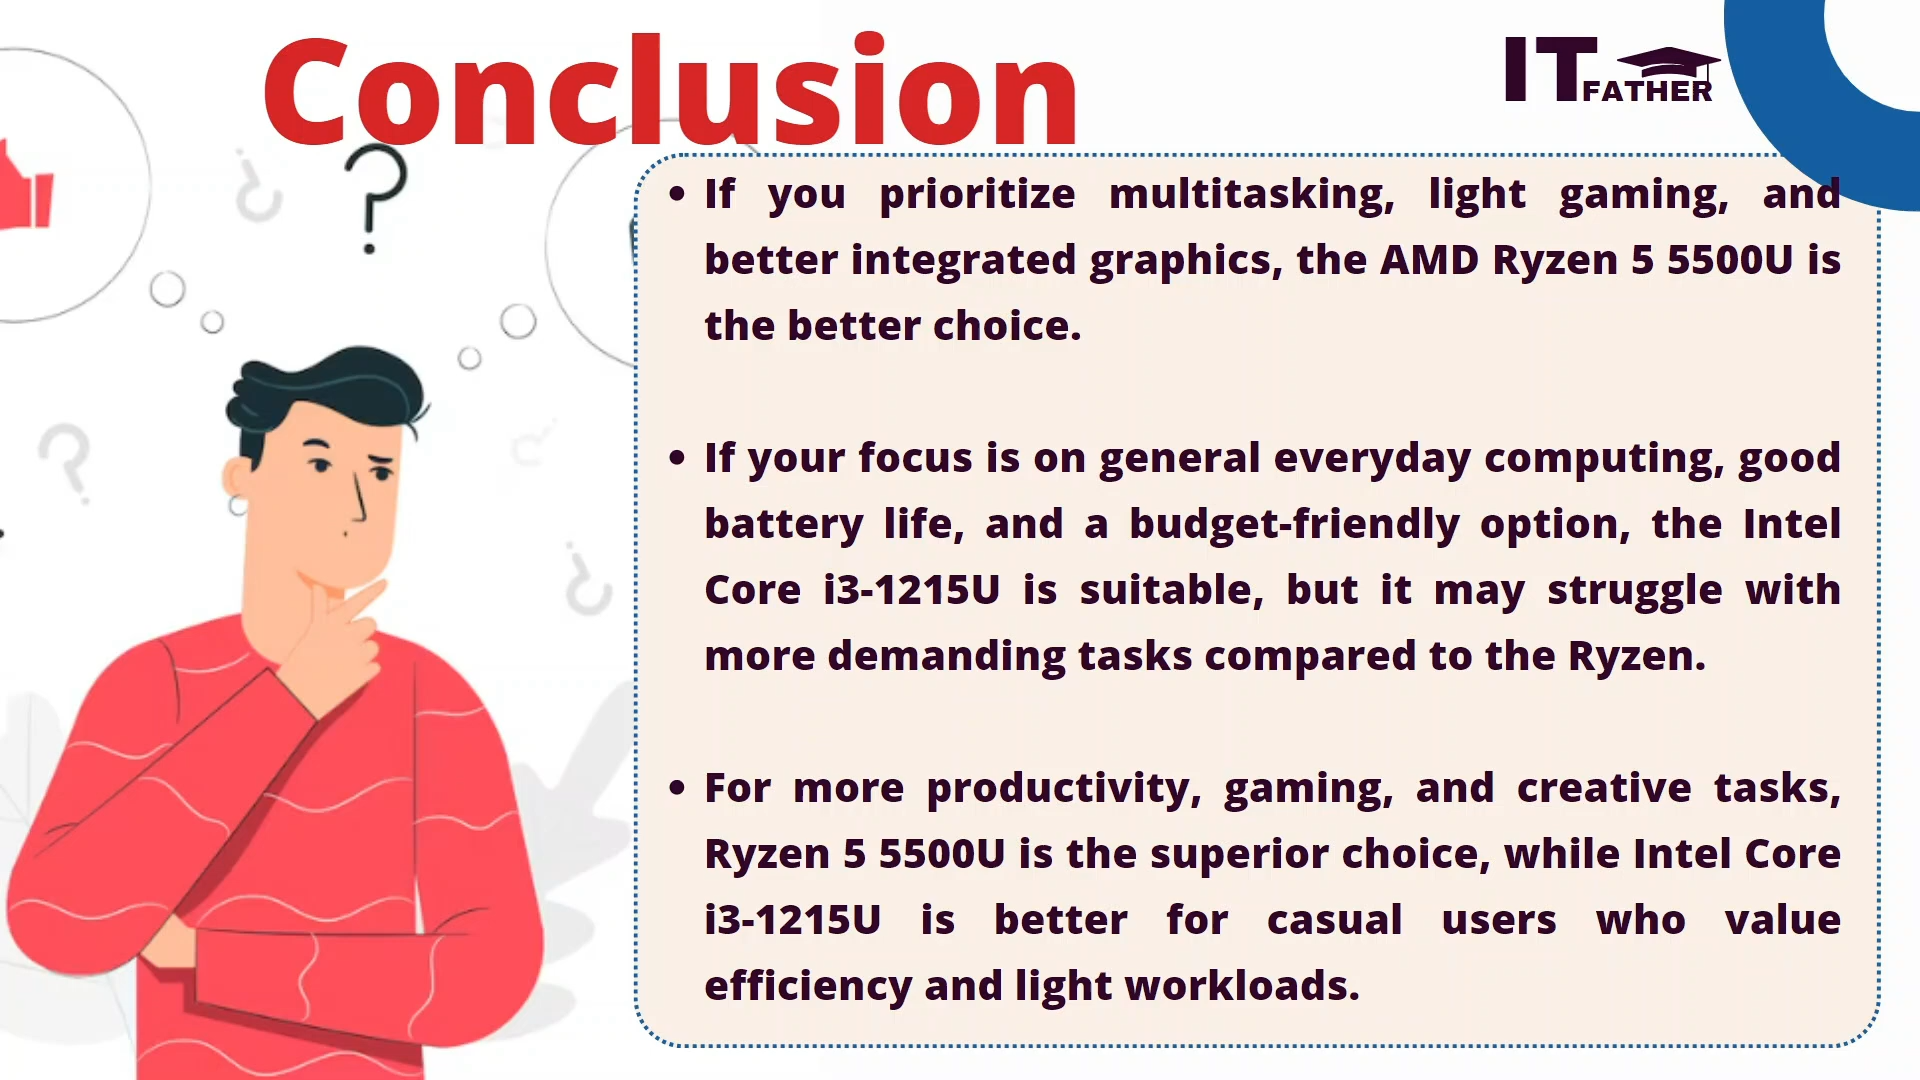 Conclusion
IT
FATHER
• If you prioritize multitasking, light gaming, and
better integrated graphics, the AMD Ryzen 5 5500U is
the better choice.
• If your focus is on general everyday computing, good
battery life, and a budget-friendly option, the Intel
Core i3-1215U is suitable, but it may struggle with
more demanding tasks compared to the Ryzen.
• For more productivity, gaming, and creative tasks,
Ryzen 5 5500U is the superior choice, while Intel Core
i3-1215U is better for casual users who value
efficiency and light workloads.